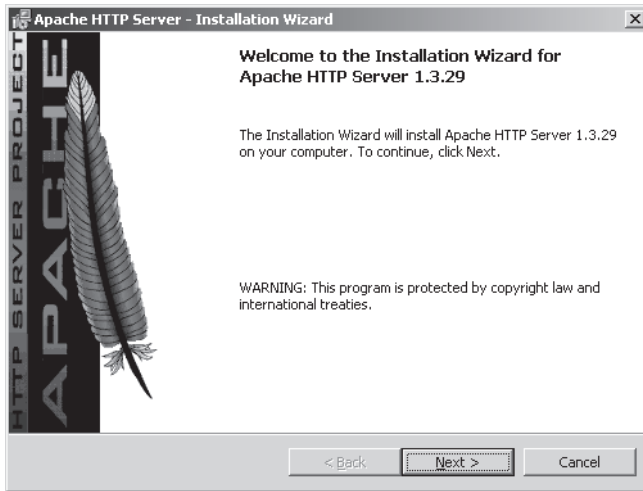 Apache HTTP Server - Installation Wizard
HTTP SERVER PROJECT
APACHE
Welcome to the Installation Wizard for
Apache HTTP Server 1.3.29
The Installation Wizard will install Apache HTTP Server 1.3.29
on your computer. To continue, click Next.
WARNING: This program is protected by copyright law and
international treaties.
< Back
Next >
Cancel